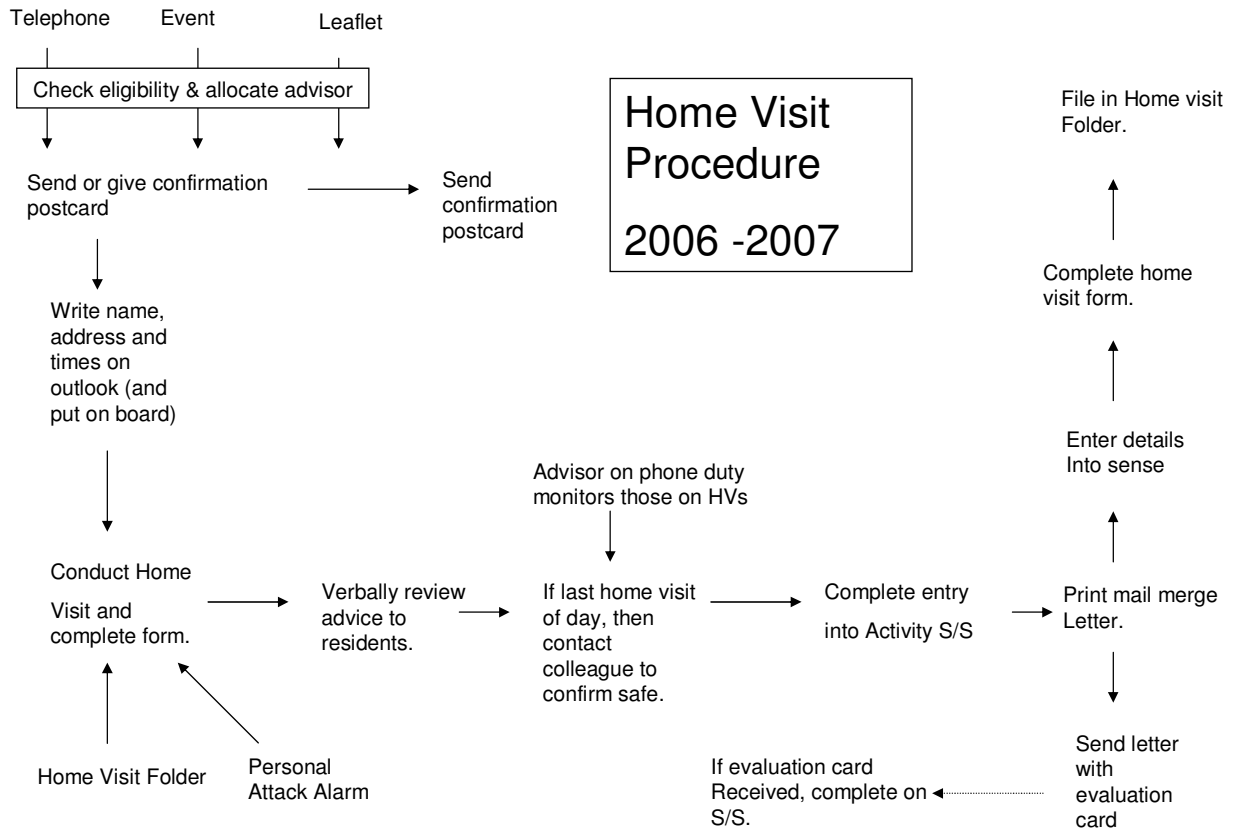 Telephone
Event
Leaflet
Check eligibility & allocate advisor
Send or give confirmation
postcard
Send
confirmation
postcard
Home Visit
Procedure
2006 -2007
File in Home visit
Folder.
Complete home
visit form.
Write name,
address and
times on
outlook (and
put on board)
Enter details
Into sense
Advisor on phone duty
monitors those on HVs
Conduct Home
Visit and
complete form.
Verbally review
advice to
residents.
If last home visit
of day, then
contact
colleague to
confirm safe.
Complete entry
into Activity S/S
Print mail merge
Letter.
Home Visit Folder
Personal
Attack Alarm
If evaluation card
Received, complete on
S/S.
Send letter
with
evaluation
card